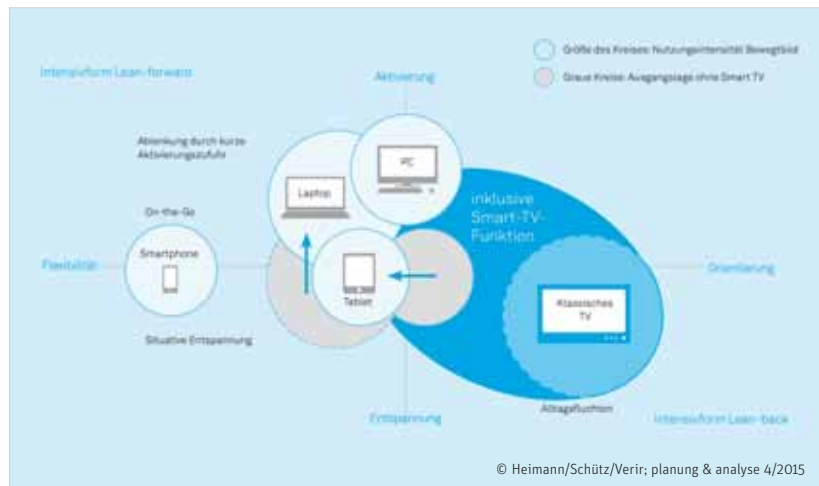 Größe des Kreises: Nutzungsintensität Bewegtbild
Graue Kreise: Ausgangslage ohne Smart TV
Intensivform Lean-forward
Aktivierung
Ablenkung durch kurze
Aktivierungszufuhr
PC
Laptop
inklusive
Smart-TV-
Funktion
On-the-Go
Smartphone
Flexibilität
Orientierung
Tablet
Klassisches
TV
Situative Entspannung
Alltagsfluchten
Entspannung
Intensivform Lean-back
© Heimann/Schütz/Verir; planung & analyse 4/2015